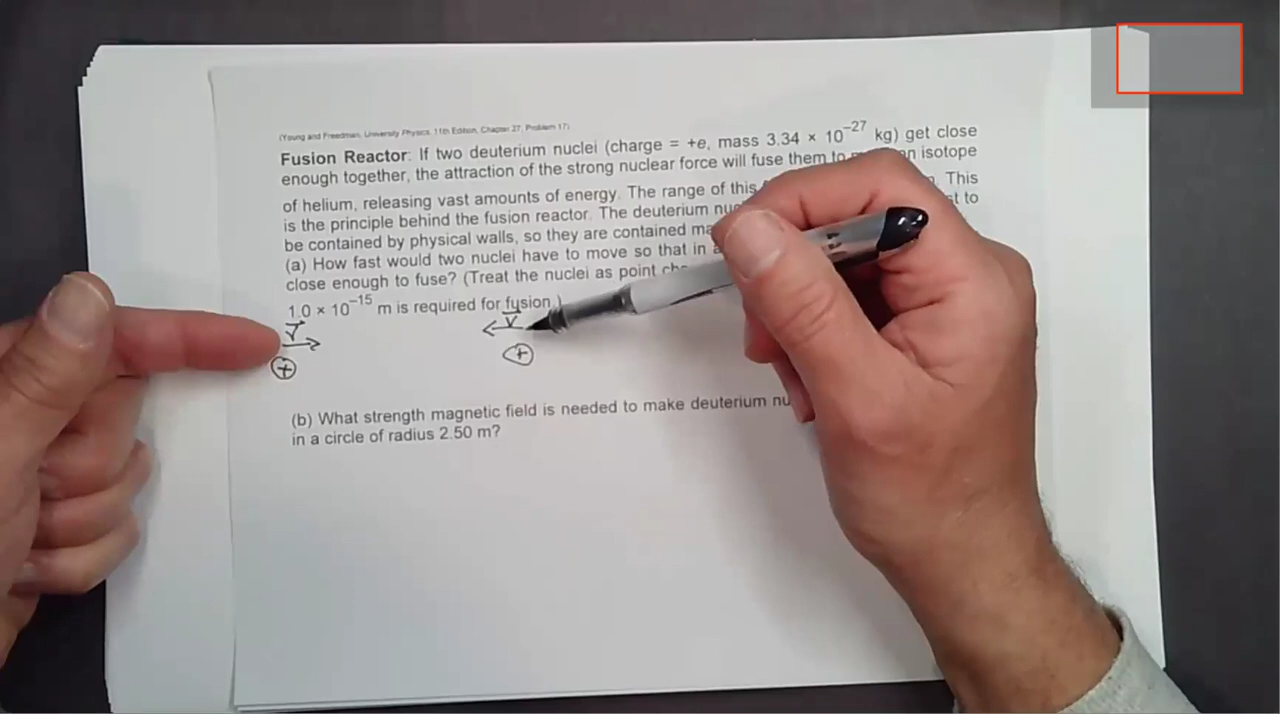 (Young and Freedman, University Physics, 11th Edition, Chapter 27, Problem 17)
Fusion Reactor: If two deuterium nuclei (charge = +e, mass 3.34 × 10⁻²⁷ kg) get close
enough together, the attraction of the strong nuclear force will fuse them to isotope
of helium, releasing vast amounts of energy. The range of this This
is the principle behind the fusion reactor. The deuterium to
be contained by physical walls, so they are contained
(a) How fast would two nuclei have to move so that in
close enough to fuse? (Treat the nuclei as point
1.0 × 10⁻¹⁵ m is required for fusion.)
v⃗ v⃗
+ +
(b) What strength magnetic field is needed to make deuterium
in a circle of radius 2.50 m?